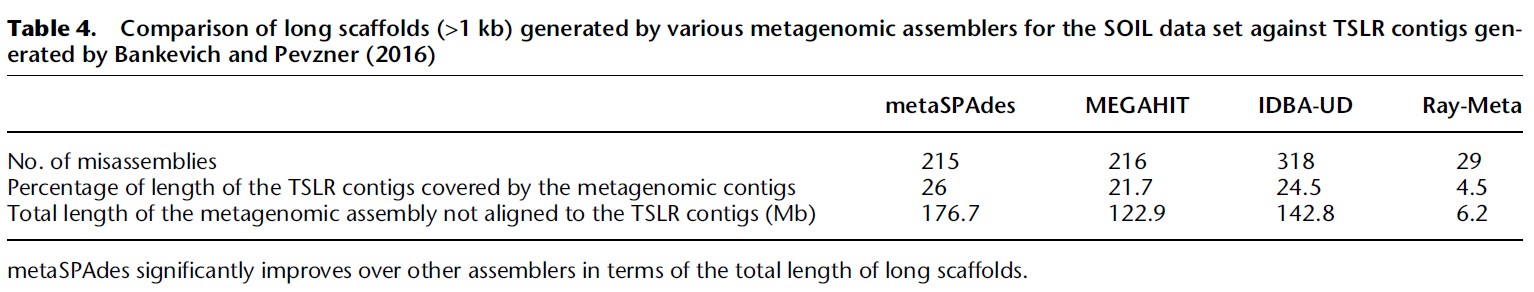 Table 4. Comparison of long scaffolds (>1 kb) generated by various metagenomic assemblers for the SOIL data set against TSLR contigs gen-
erated by Bankevich and Pevzner (2016)
metaSPAdes MEGAHIT IDBA-UD Ray-Meta
No. of misassemblies 215 216 318 29
Percentage of length of the TSLR contigs covered by the metagenomic contigs 26 21.7 24.5 4.5
Total length of the metagenomic assembly not aligned to the TSLR contigs (Mb) 176.7 122.9 142.8 6.2
metaSPAdes significantly improves over other assemblers in terms of the total length of long scaffolds.